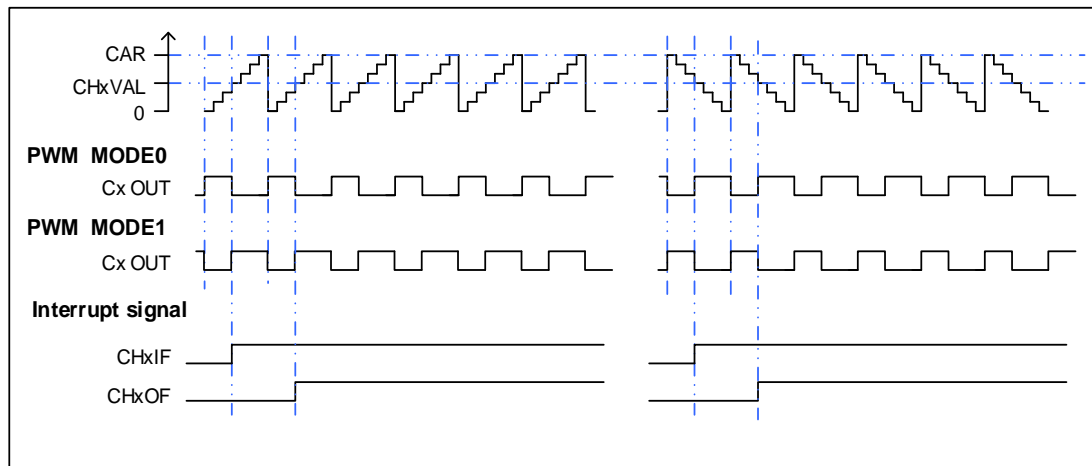 CAR
CHxVAL
0
PWM MODE0
Cx OUT
PWM MODE1
Cx OUT
Interrupt signal
CHxIF
CHxOF